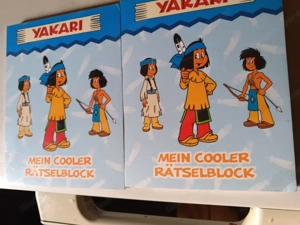 YAKARI
MEIN COOLER
RÄTSELBLOCK
YAKARI
MEIN COOLER
RÄTSELBLOCK